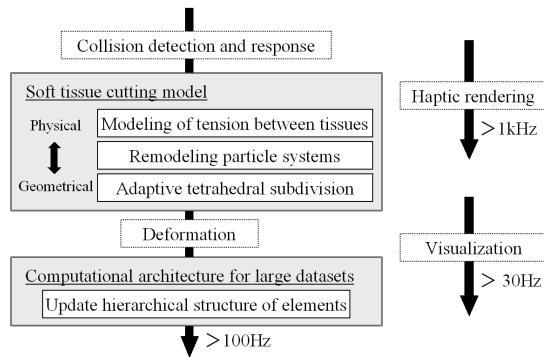 Collision detection and response
Soft tissue cutting model
Physical
Modeling of tension between tissues
Remodeling particle systems
Geometrical
Adaptive tetrahedral subdivision
Deformation
Computational architecture for large datasets
Update hierarchical structure of elements
>100Hz
Haptic rendering
>1kHz
Visualization
> 30Hz